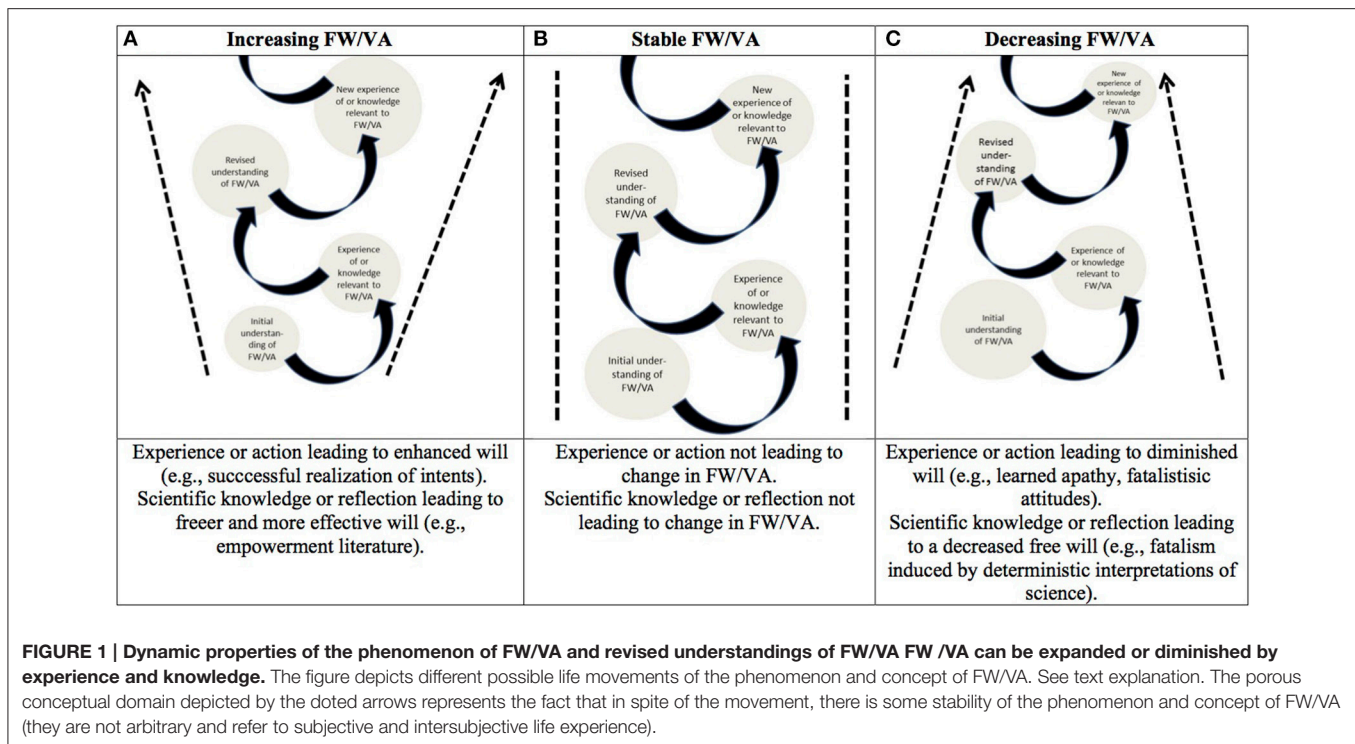 A
Increasing FW/VA
B
Stable FW/VA
C
Decreasing FW/VA
New experience
of or knowledge
relevant to
FW/VA
Revised
understanding
of FW/VA
Experience
of or
knowledge
relevant to
FW/VA
Initial
understan-
ding of
FW/VA
New
experience of
or knowledge
relevant to
FW/VA
Revised
under-
standing of
FW/VA
Experience
of or
knowledge
relevant to
FW/VA
Initial under-
standing of
FW/VA
New
experience of
or knowledge
relevan to
FW/VA
Revised
under-
standing
of FW/VA
Experience of
or knowledge
relevant to
FW/VA
Initial
understanding
of FW/VA
Experience or action leading to enhanced will
(e.g., succcessful realization of intents).
Scientific knowledge or reflection leading to
freeer and more effective will (e.g.,
empowerment literature).
Experience or action not leading to
change in FW/VA.
Scientific knowledge or reflection not
leading to change in FW/VA.
Experience or action leading to diminished
will (e.g., learned apathy, fatalistisic
attitudes).
Scientific knowledge or reflection leading
to a decreased free will (e.g., fatalism
induced by deterministic interpretations of
science).
FIGURE 1 | Dynamic properties of the phenomenon of FW/VA and revised understandings of FW/VA FW /VA can be expanded or diminished by
experience and knowledge. The figure depicts different possible life movements of the phenomenon and concept of FW/VA. See text explanation. The porous
conceptual domain depicted by the doted arrows represents the fact that in spite of the movement, there is some stability of the phenomenon and concept of FW/VA
(they are not arbitrary and refer to subjective and intersubjective life experience).